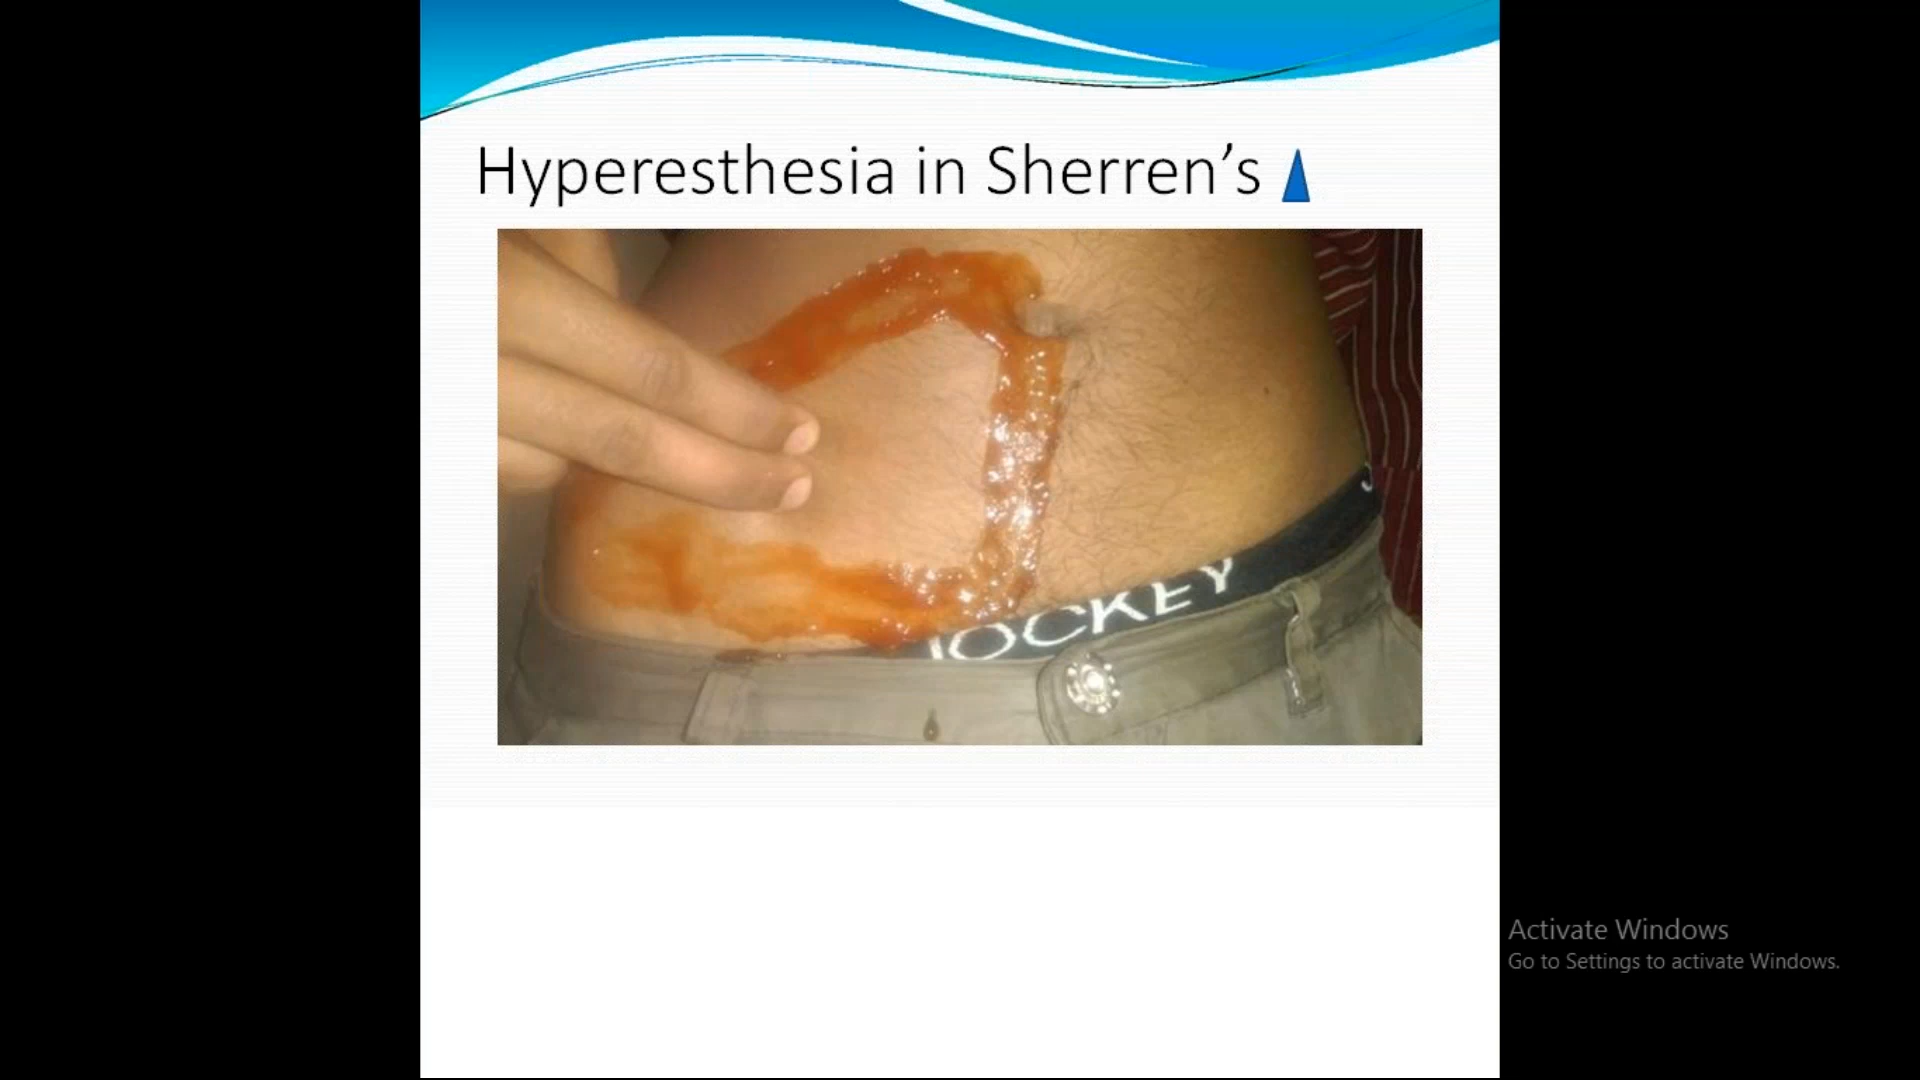 Hyperesthesia in Sherren's
JOCKEY
Activate Windows
Go to Settings to activate Windows.